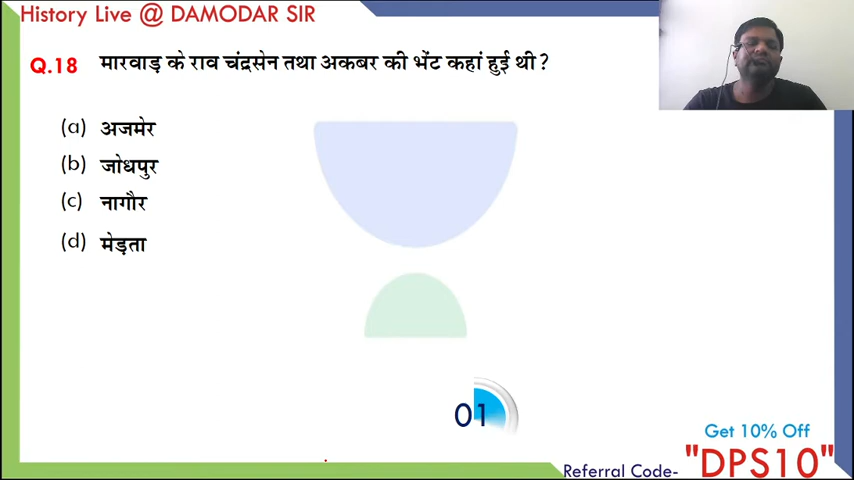 History Live @ DAMODAR SIR
Q.18 मारवाड़ के राव चंद्रसेन तथा अकबर की भेंट कहां हुई थी ?
(a) अजमेर
(b) जोधपुर
(c) नागौर
(d) मेड़ता
01
Get 10% Off
Referral Code- "DPS10"